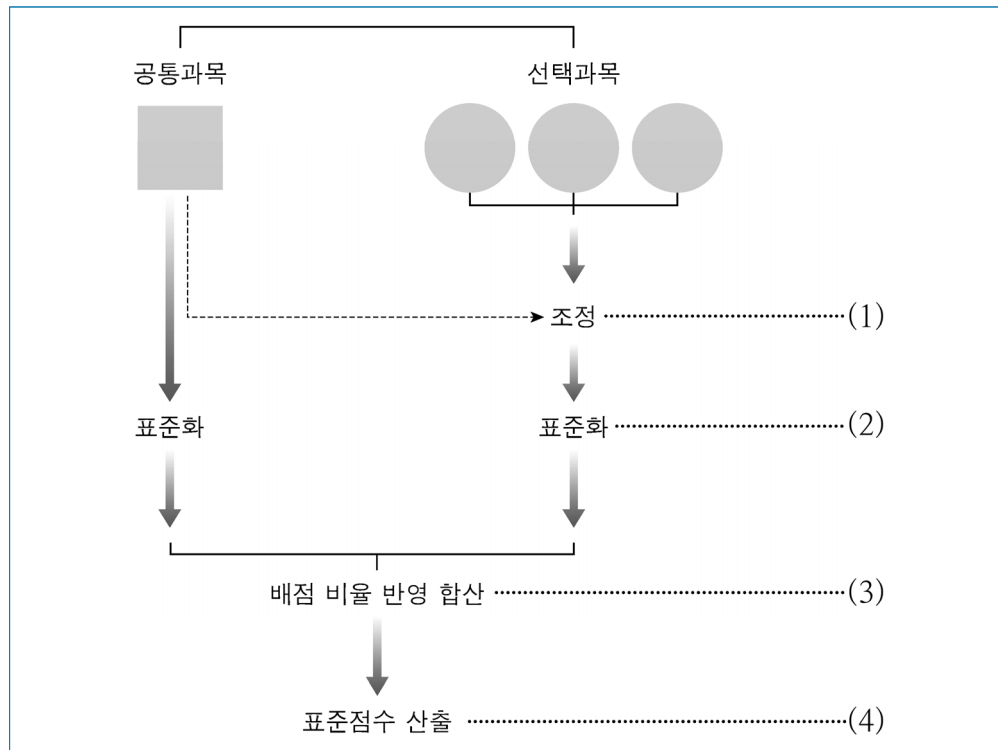 공통과목 선택과목
조정 (1)
표준화 표준화 (2)
배점 비율 반영 합산 (3)
표준점수 산출 (4)